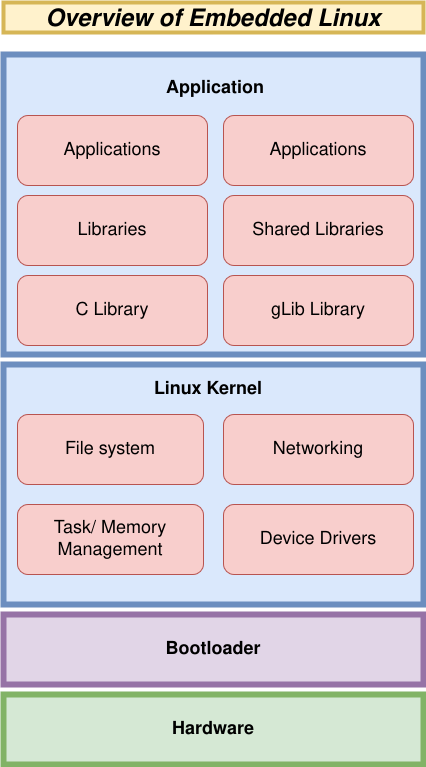 Overview of Embedded Linux
Application
Applications
Applications
Libraries
Shared Libraries
C Library
gLib Library
Linux Kernel
File system
Networking
Task/ Memory
Management
Device Drivers
Bootloader
Hardware